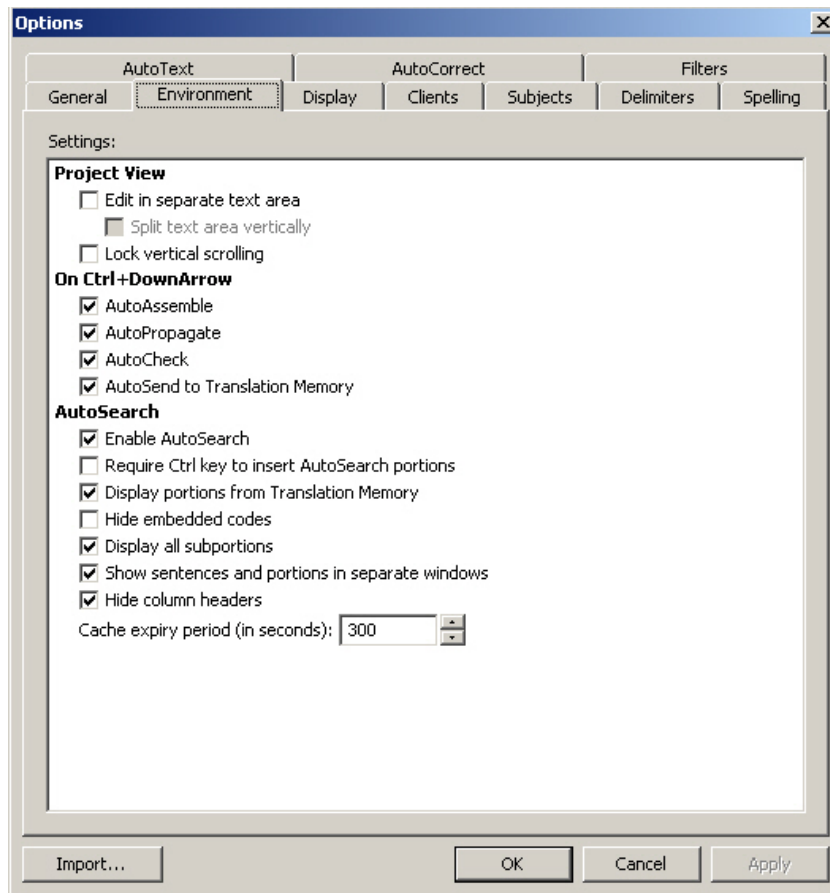 Options
AutoText AutoCorrect Filters
General Environment Display Clients Subjects Delimiters Spelling
Settings:
Project View
Edit in separate text area
Split text area vertically
Lock vertical scrolling
On Ctrl+DownArrow
AutoAssemble
AutoPropagate
AutoCheck
AutoSend to Translation Memory
AutoSearch
Enable AutoSearch
Require Ctrl key to insert AutoSearch portions
Display portions from Translation Memory
Hide embedded codes
Display all subportions
Show sentences and portions in separate windows
Hide column headers
Cache expiry period (in seconds): 300
Import... OK Cancel Apply